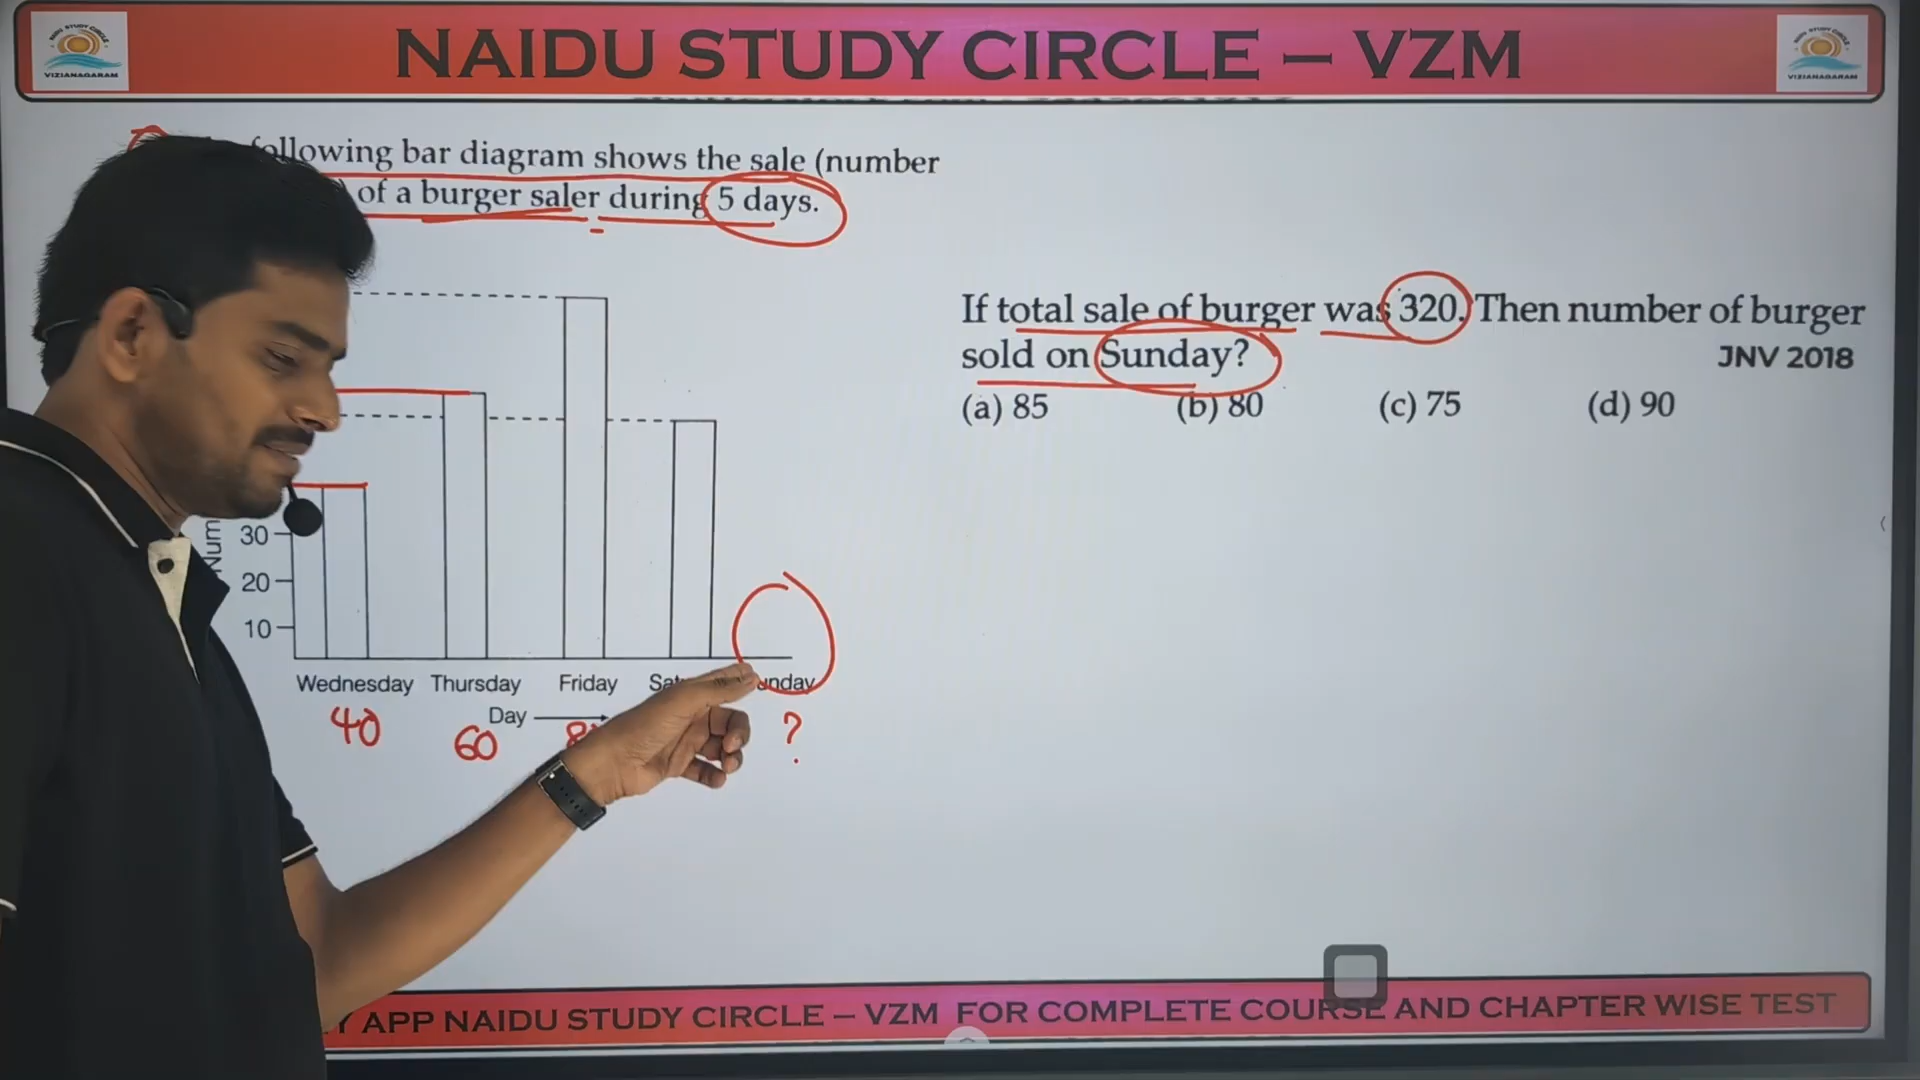 NAIDU STUDY CIRCLE – VZM
VIZIANAGARAM
VIZIANAGARAM
following bar diagram shows the sale (number
of a burger saler during 5 days.
If total sale of burger was 320. Then number of burger
sold on Sunday?
JNV 2018
(a) 85 (b) 80 (c) 75 (d) 90
30
20
10
Wednesday Thursday Friday
Day
40 60 ?
APP NAIDU STUDY CIRCLE – VZM FOR COMPLETE COURSE AND CHAPTER WISE TEST